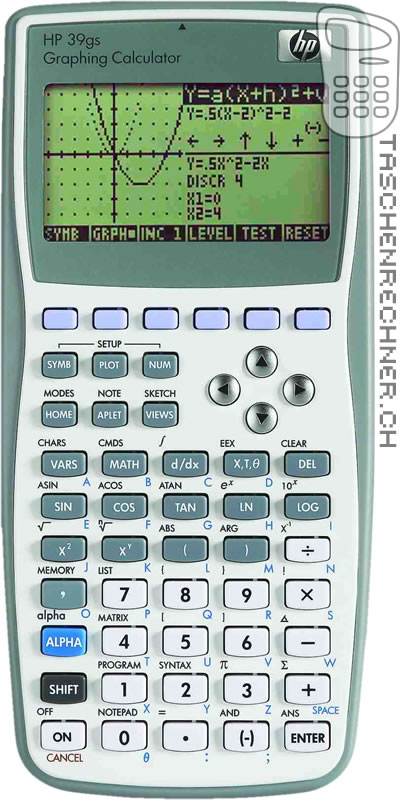 HP 39gs
Graphing Calculator
hp
TASCHENRECHNER.CH
Y=a(X+h)²+v
Y=.5(X-2)^2-2
← → ↑ ↓ + (-)
Y=.5X^2-2X
DISCR 4
X1=0
X2=4
SYMB GRPH■ INC 1 LEVEL TEST RESET
SETUP
SYMB PLOT NUM
MODES NOTE SKETCH
HOME APLET VIEWS
CHARS CMDS ∫ EEX CLEAR
VARS MATH d/dx X,T,θ DEL
ASIN A ACOS B ATAN C eˣ D 10ˣ
SIN COS TAN LN LOG
√ E ⁿ√ F ABS G ARG H X⁻¹ I
X² Xʸ ( ) ÷
MEMORY J LIST K { L } M ! N
, 7 8 9 ×
alpha O MATRIX P [ Q ] R ∡ S
ALPHA 4 5 6 −
PROGRAM T SYNTAX U π V Σ W
SHIFT 1 2 3 +
OFF NOTEPAD X = Y AND Z ANS SPACE
ON 0 • (-) ENTER
CANCEL θ : ;